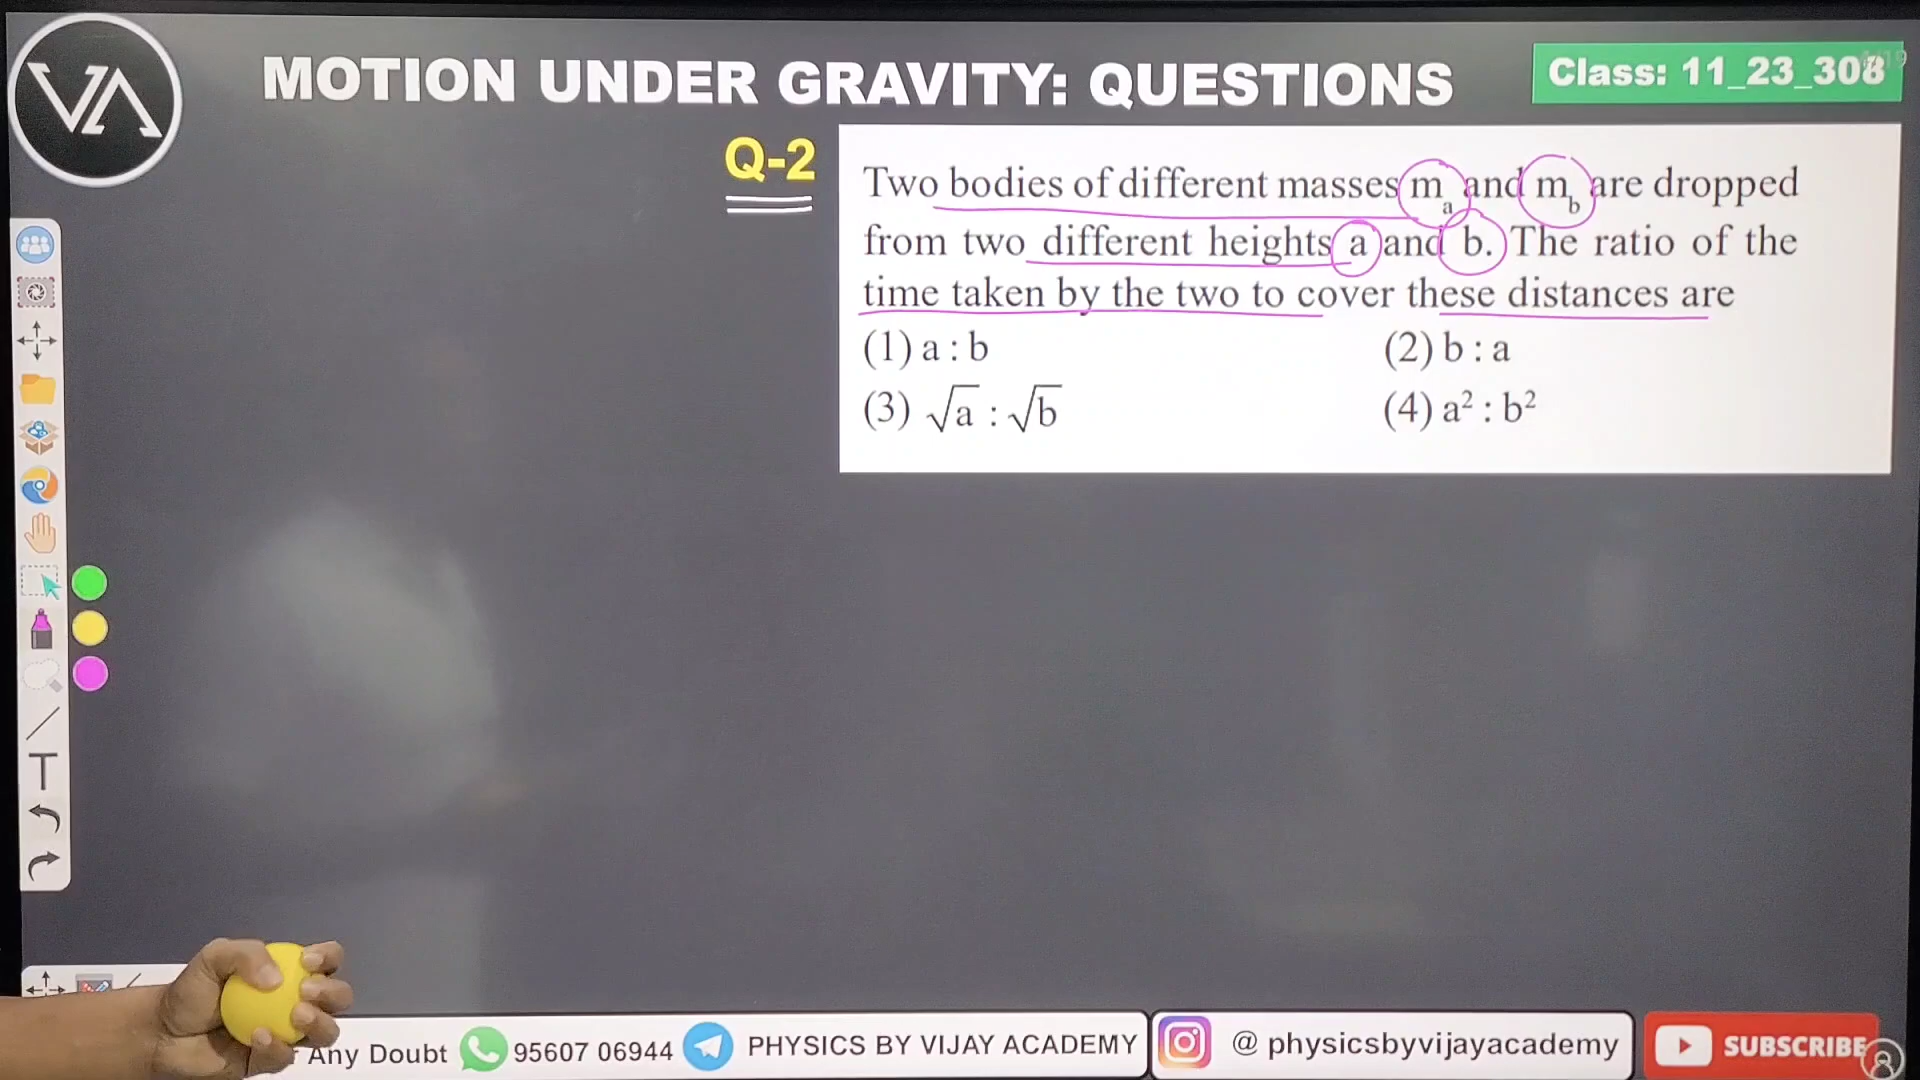 VA
MOTION UNDER GRAVITY: QUESTIONS
Class: 11_23_308
Q-2
Two bodies of different masses mₐ and m_b are dropped
from two different heights a and b. The ratio of the
time taken by the two to cover these distances are
(1) a : b
(2) b : a
(3) √a : √b
(4) a² : b²
T
Any Doubt
95607 06944
PHYSICS BY VIJAY ACADEMY
@ physicsbyvijayacademy
SUBSCRIBE